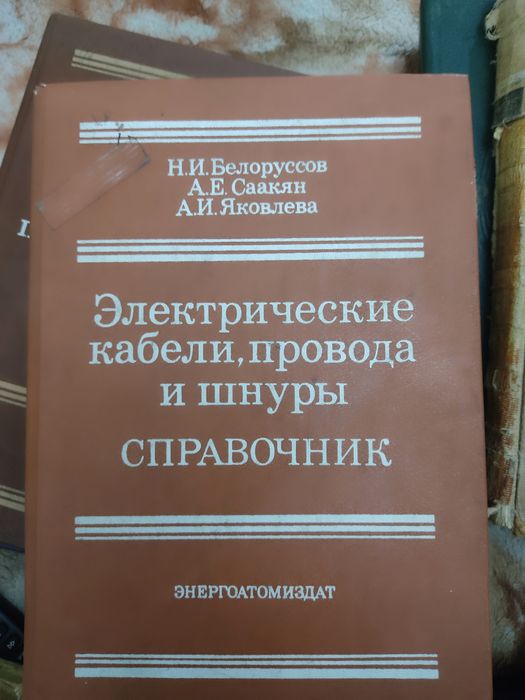 Н.И.Белоруссов
А.Е.Саакян
А.И.Яковлева
Электрические
кабели, провода
и шнуры
СПРАВОЧНИК
ЭНЕРГОАТОМИЗДАТ